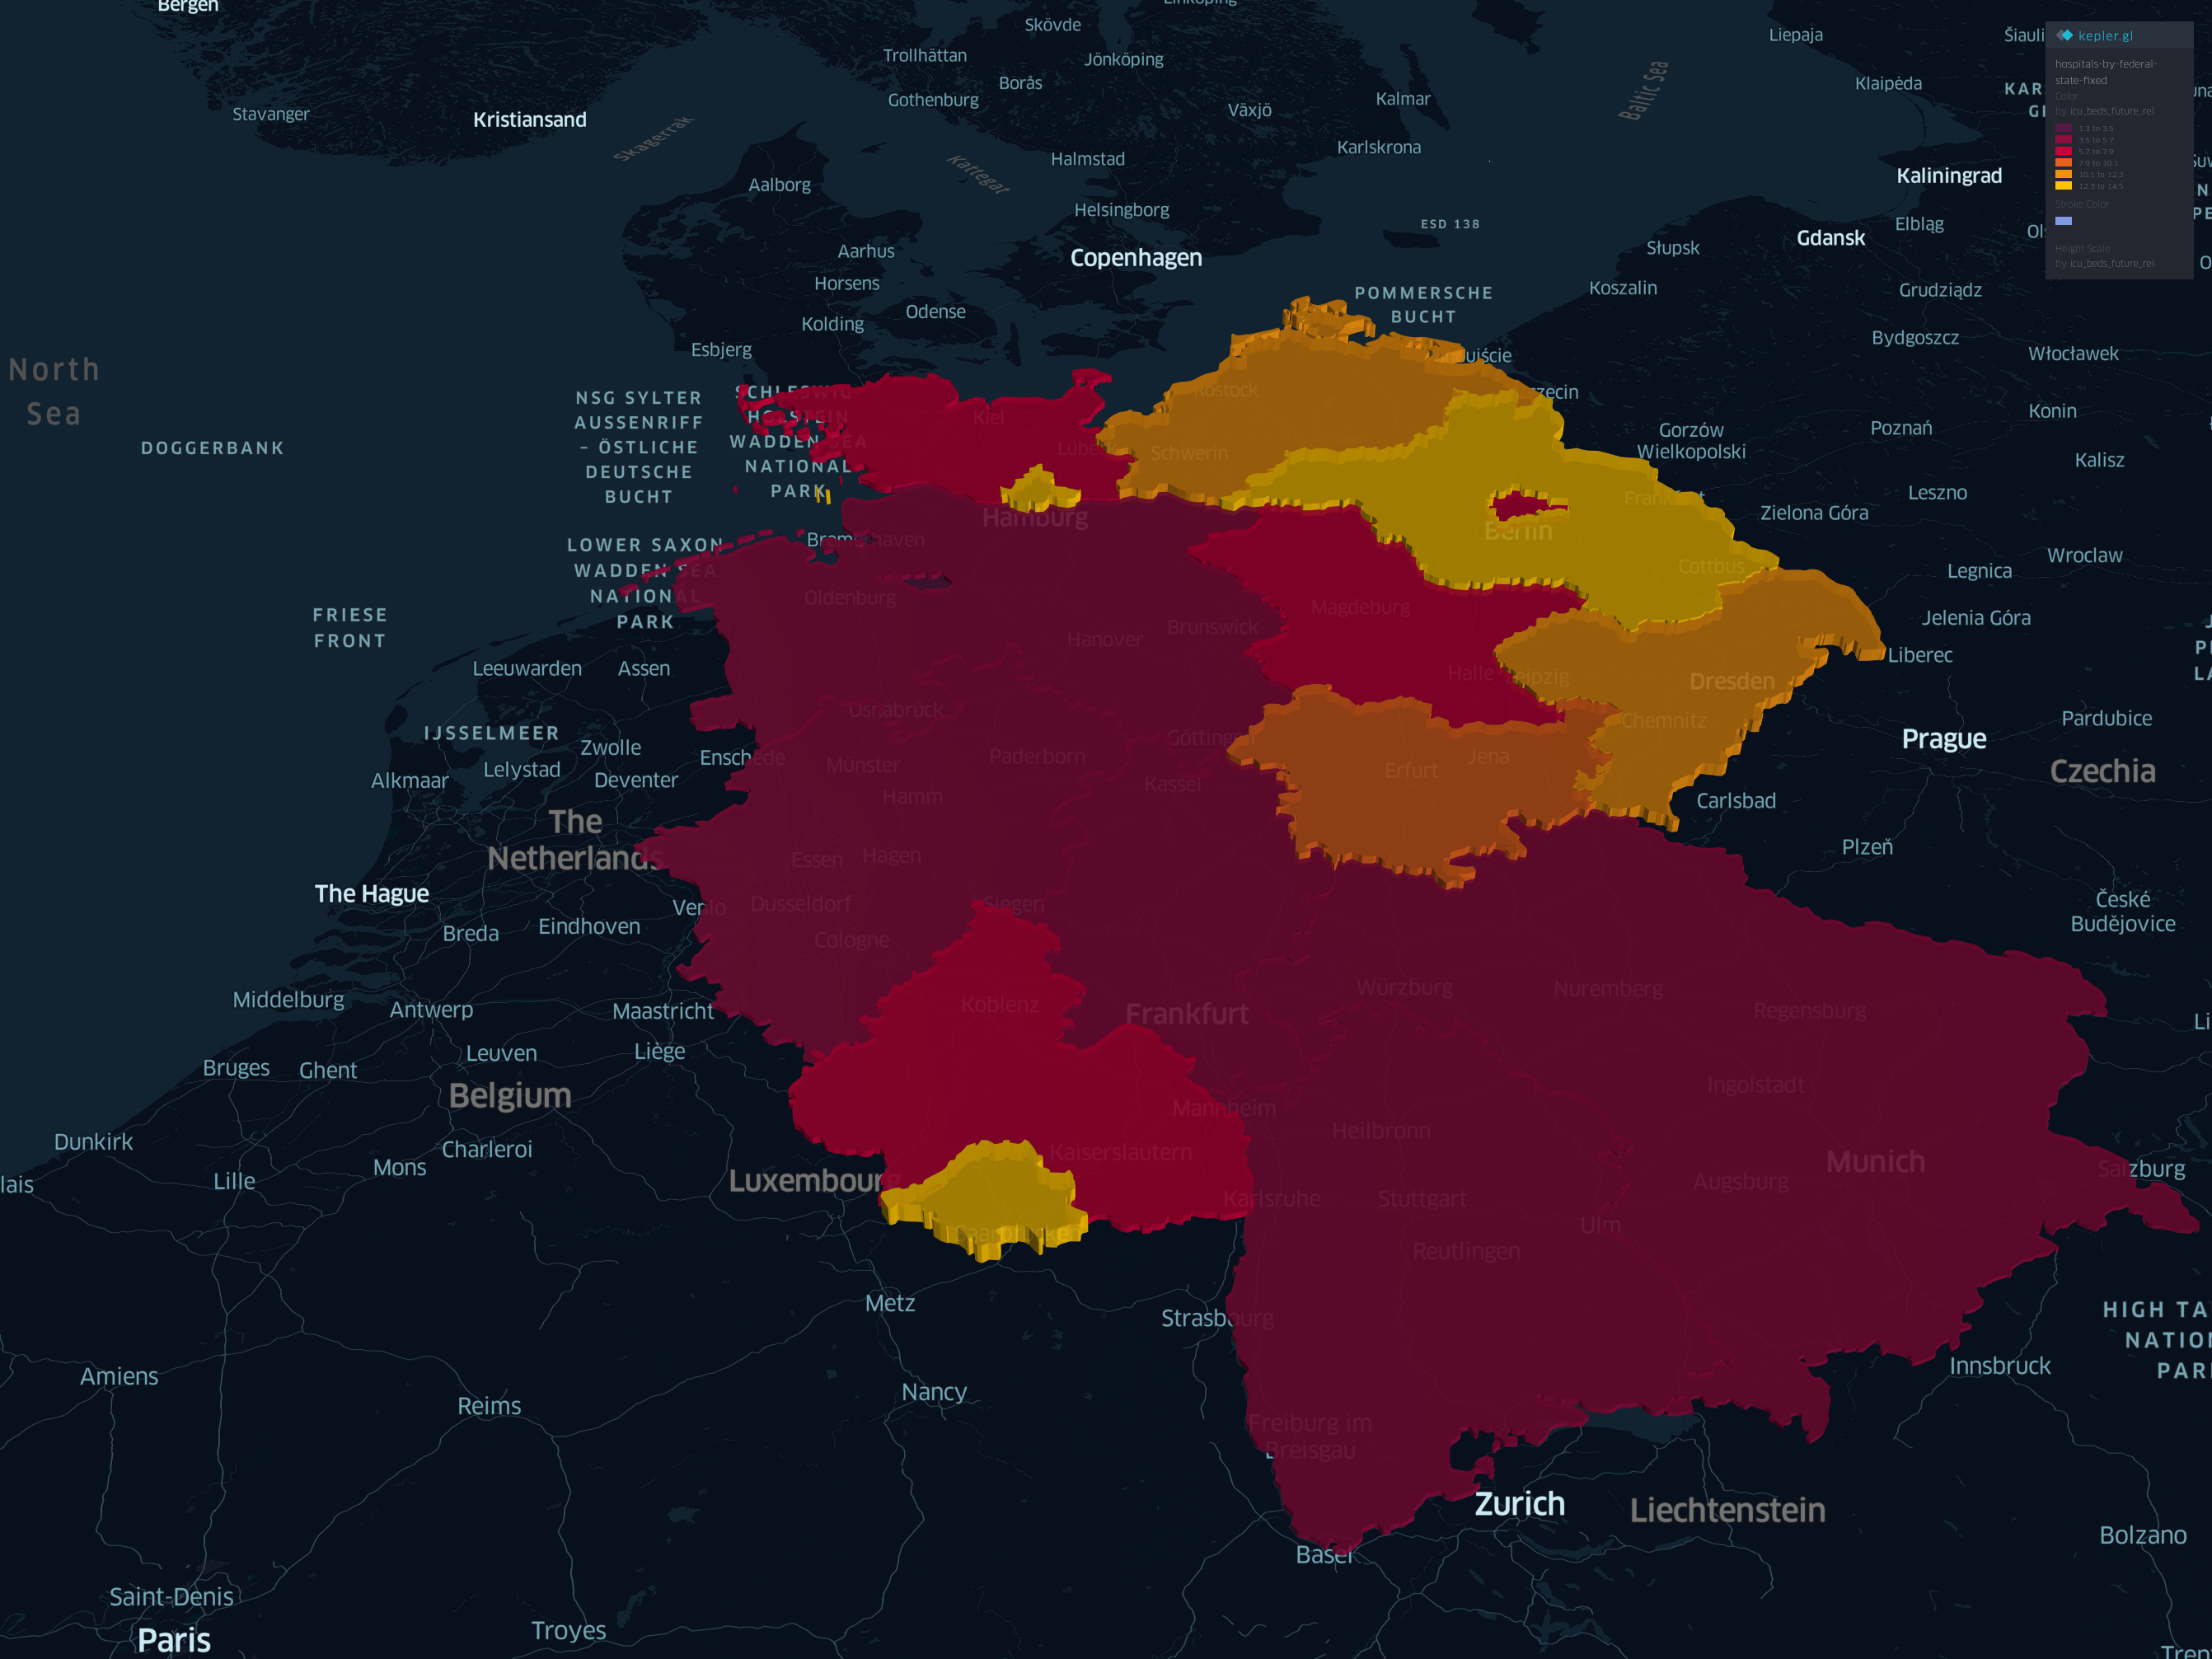 Bergen
Linköping
Skövde
Trollhättan
Jönköping
Borås
Gothenburg
Växjö
Kalmar
Stavanger
Kristiansand
Skagerrak
Kattegat
Halmstad
Karlskrona
Baltic Sea
Liepaja
Klaipėda
Kaliningrad
Aalborg
Helsingborg
ESD 138
Gdansk
Elbląg
Słupsk
Aarhus
Copenhagen
Horsens
Odense
Kolding
Esbjerg
POMMERSCHE
BUCHT
Koszalin
Grudziądz
Bydgoszcz
Włocławek
kepler.gl
hospitals-by-federal-
state-fixed
Color
by icu_beds_future_rel
1.3 to 3.5
3.5 to 5.7
5.7 to 7.9
7.9 to 10.1
10.1 to 12.3
12.3 to 14.5
Stroke Color
Height Scale
by icu_beds_future_rel
North
Sea
DOGGERBANK
NSG SYLTER
AUSSENRIFF
– ÖSTLICHE
DEUTSCHE
BUCHT
SCHLESWIG
HOLSTEIN
WADDEN SEA
NATIONAL
PARK
Kiel
Rostock
Schwerin
Gorzów
Wielkopolski
Poznań
Konin
Kalisz
Leszno
Zielona Góra
Wroclaw
Legnica
Jelenia Góra
Liberec
Hamburg
Berlin
Cottbus
LOWER SAXON
WADDEN SEA
NATIONAL
PARK
Bremerhaven
Oldenburg
FRIESE
FRONT
Leeuwarden
Assen
Hanover
Brunswick
Magdeburg
Halle
Leipzig
Dresden
Chemnitz
IJSSELMEER
Zwolle
Lelystad
Alkmaar
Deventer
Enschede
Osnabrück
Münster
Paderborn
Göttingen
Kassel
Hamm
Erfurt
Jena
Prague
Pardubice
Czechia
Carlsbad
Plzeň
České
Budějovice
The
Netherlands
The Hague
Essen
Hagen
Venlo
Dusseldorf
Siegen
Breda
Eindhoven
Cologne
Middelburg
Antwerp
Maastricht
Koblenz
Frankfurt
Würzburg
Nuremberg
Regensburg
Bruges
Ghent
Leuven
Liège
Belgium
Ingolstadt
Mannheim
Heilbronn
Dunkirk
Charleroi
Mons
Lille
Luxembourg
Kaiserslautern
Munich
Salzburg
Augsburg
Karlsruhe
Stuttgart
Ulm
Reutlingen
Metz
Strasbourg
Nancy
Amiens
Reims
Innsbruck
Freiburg im
Breisgau
Zurich
Liechtenstein
Basel
Bolzano
Saint-Denis
Paris
Troyes